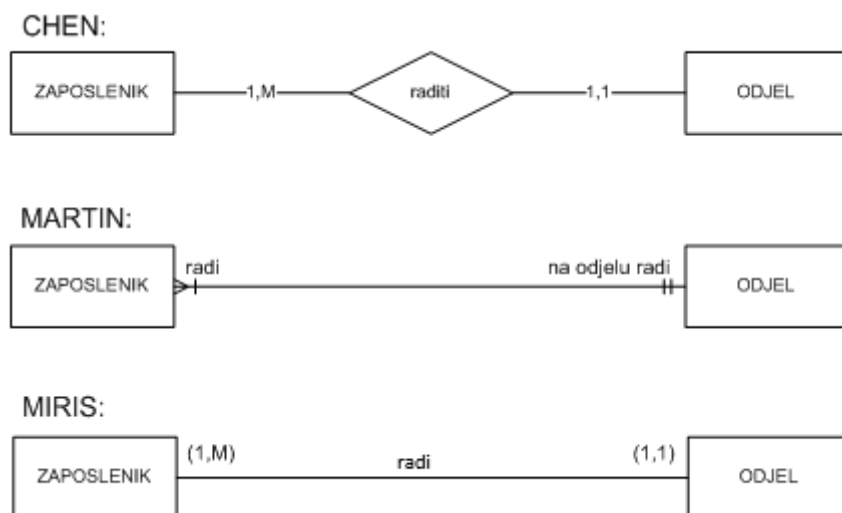 CHEN:
ZAPOSLENIK 1,M raditi 1,1 ODJEL
MARTIN:
radi na odjelu radi
ZAPOSLENIK ODJEL
MIRIS:
(1,M) (1,1)
ZAPOSLENIK radi ODJEL